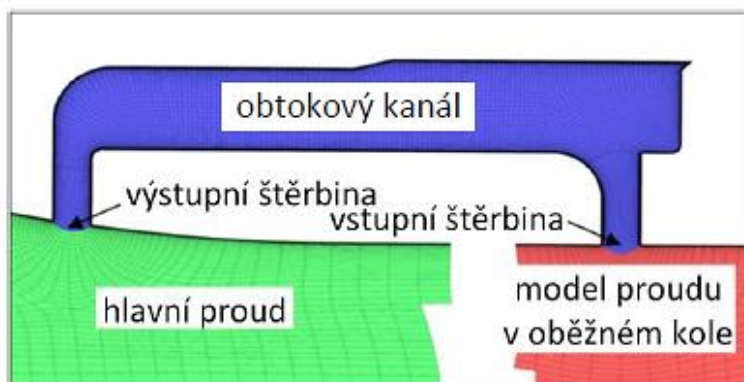 obtokový kanál
výstupní štěrbina
vstupní štěrbina
hlavní proud
model proudu
v oběžném kole